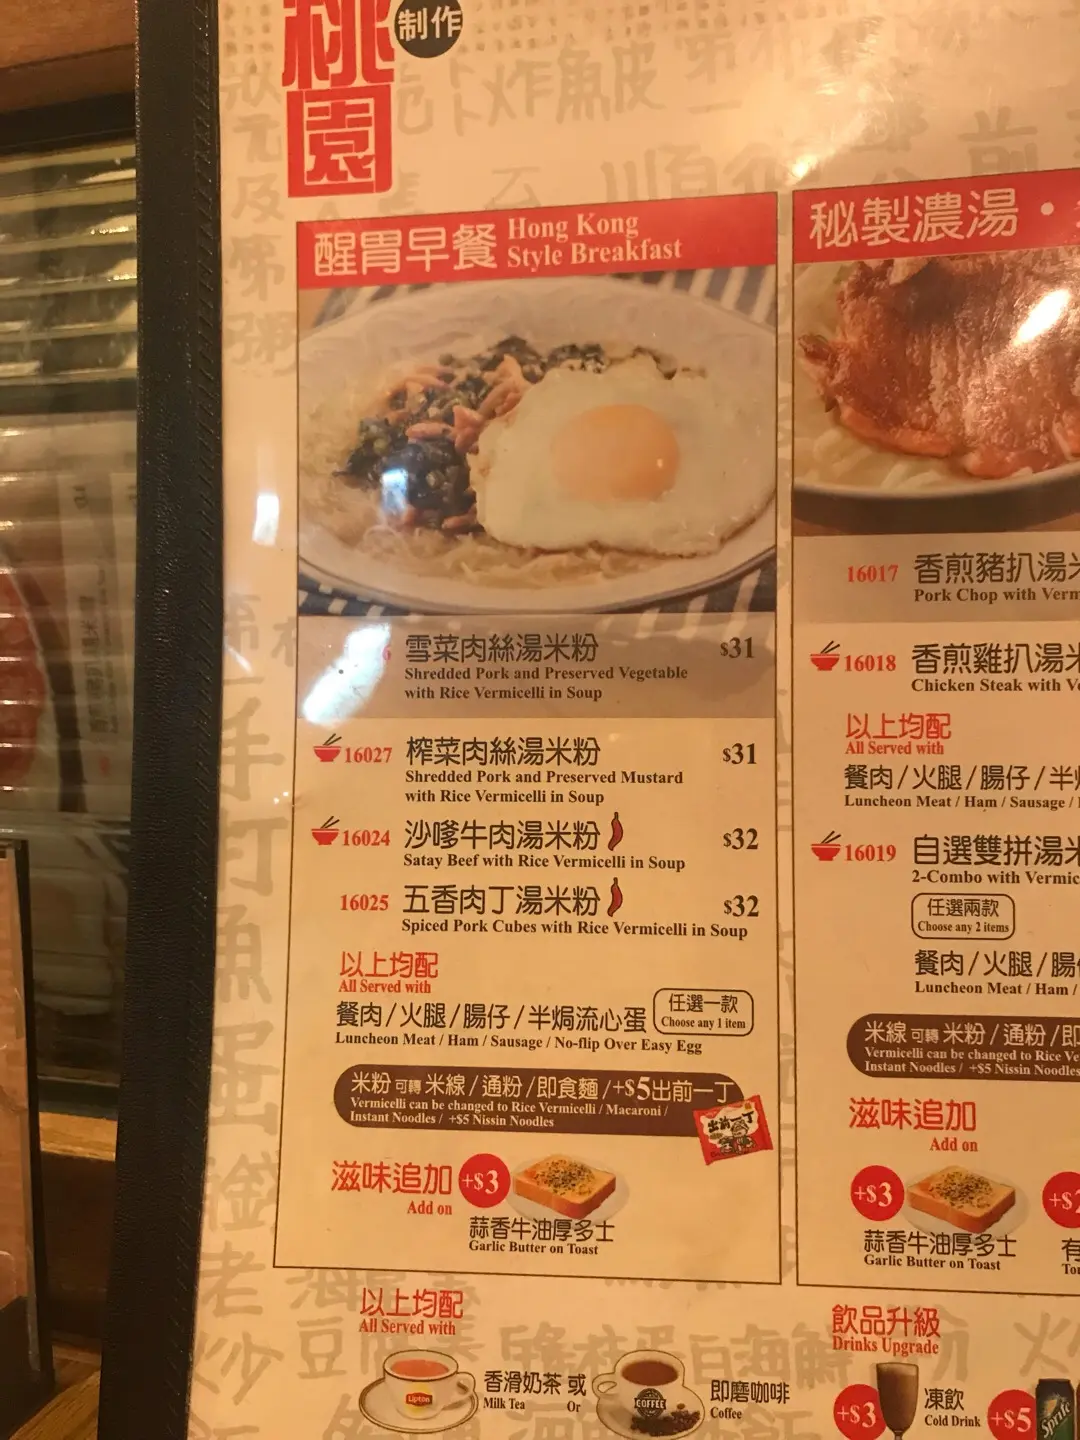 桃園
制作
醒胃早餐 Hong Kong
Style Breakfast
6 雪菜肉絲湯米粉 $31
Shredded Pork and Preserved Vegetable
with Rice Vermicelli in Soup
16027 榨菜肉絲湯米粉 $31
Shredded Pork and Preserved Mustard
with Rice Vermicelli in Soup
16024 沙嗲牛肉湯米粉 $32
Satay Beef with Rice Vermicelli in Soup
16025 五香肉丁湯米粉 $32
Spiced Pork Cubes with Rice Vermicelli in Soup
以上均配
All Served with
餐肉/火腿/腸仔/半焗流心蛋 任選一款
Choose any 1 item
Luncheon Meat / Ham / Sausage / No-flip Over Easy Egg
米粉可轉米線/通粉/即食麵/+$5出前一丁
Vermicelli can be changed to Rice Vermicelli / Macaroni /
Instant Noodles / +$5 Nissin Noodles
出前一丁
滋味追加 +$3
Add on
蒜香牛油厚多士
Garlic Butter on Toast
秘製濃湯・
16017 香煎豬扒湯
Pork Chop with
16018 香煎雞扒湯
Chicken Steak with
以上均配
All Served with
餐肉/火腿/腸仔/半
Luncheon Meat / Ham / Sausage /
16019 自選雙拼湯
2-Combo with
任選兩款
Choose any 2 items
餐肉/火腿/腸
Luncheon Meat / Ham /
米線可轉米粉/通粉/即
Vermicelli can be changed to Rice
Instant Noodles / +$5 Nissin Noodles
滋味追加
Add on
+$3
蒜香牛油厚多士
Garlic Butter on Toast
有
以上均配
All Served with
Lipton
香滑奶茶 或
Milk Tea Or
COFFEE
即磨咖啡
Coffee
飲品升級
Drinks Upgrade
+$3 凍飲
Cold Drink
+$5
Sprite